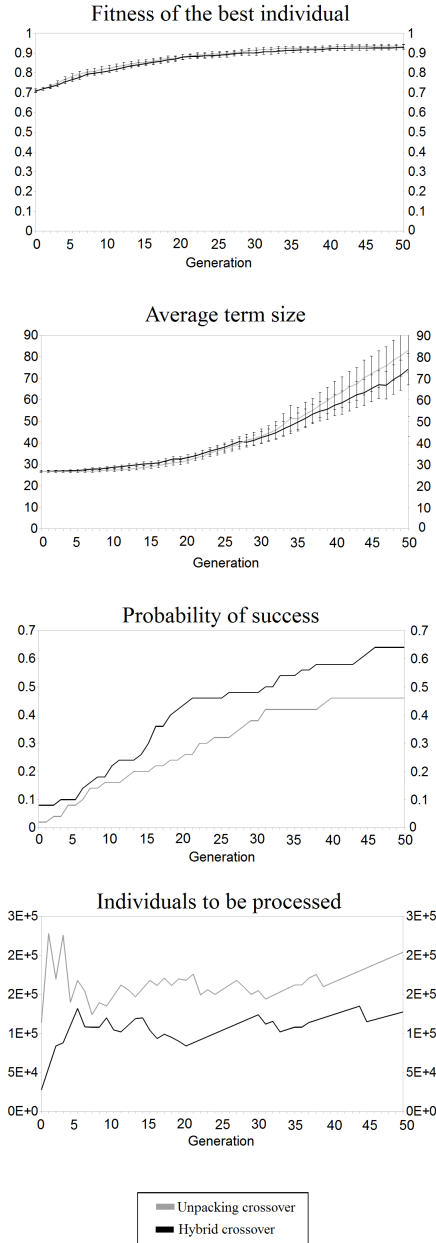 Fitness of the best individual
1 1
0.9 0.9
0.8 0.8
0.7 0.7
0.6 0.6
0.5 0.5
0.4 0.4
0.3 0.3
0.2 0.2
0.1 0.1
0 0
0 5 10 15 20 25 30 35 40 45 50
Generation
Average term size
90 90
80 80
70 70
60 60
50 50
40 40
30 30
20 20
10 10
0 0
0 5 10 15 20 25 30 35 40 45 50
Generation
Probability of success
0.7 0.7
0.6 0.6
0.5 0.5
0.4 0.4
0.3 0.3
0.2 0.2
0.1 0.1
0 0
0 5 10 15 20 25 30 35 40 45 50
Generation
Individuals to be processed
3E+5 3E+5
2E+5 2E+5
2E+5 2E+5
1E+5 1E+5
5E+4 5E+4
0E+0 0E+0
0 5 10 15 20 25 30 35 40 45 50
Generation
Unpacking crossover
Hybrid crossover